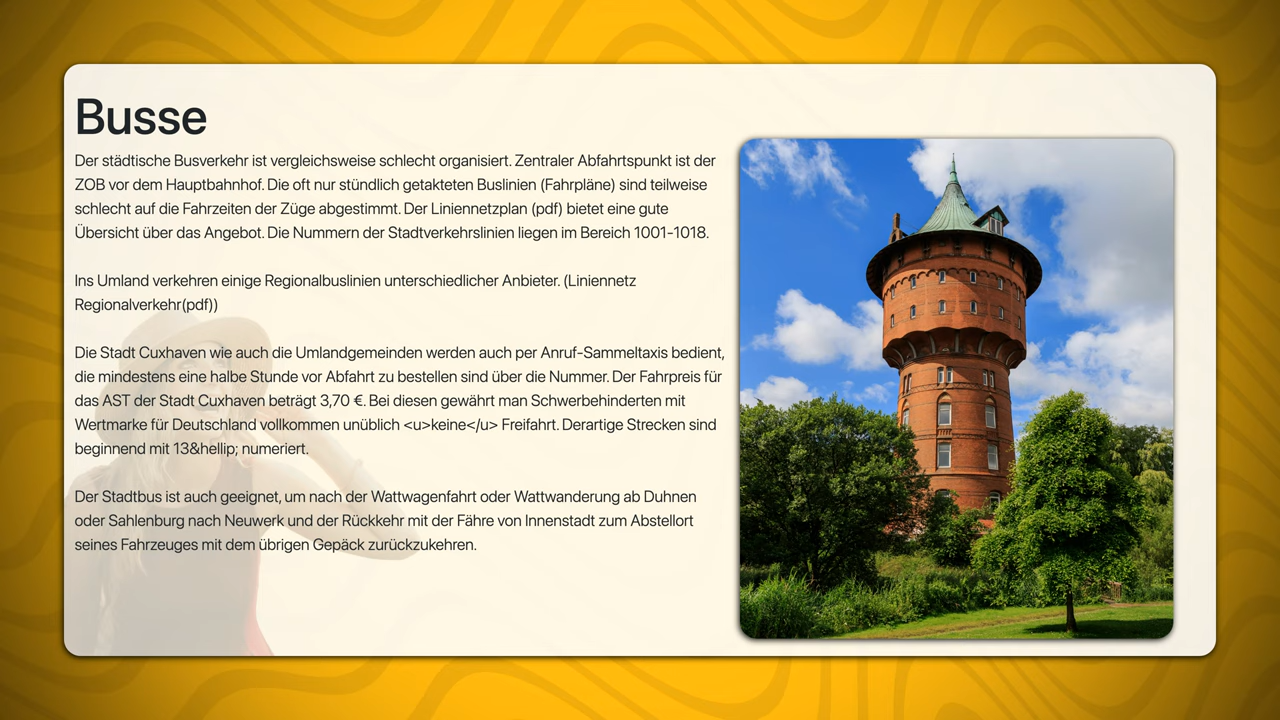 Busse
Der städtische Busverkehr ist vergleichsweise schlecht organisiert. Zentraler Abfahrtspunkt ist der
ZOB vor dem Hauptbahnhof. Die oft nur stündlich getakteten Buslinien (Fahrpläne) sind teilweise
schlecht auf die Fahrzeiten der Züge abgestimmt. Der Liniennetzplan (pdf) bietet eine gute
Übersicht über das Angebot. Die Nummern der Stadtverkehrslinien liegen im Bereich 1001-1018.
Ins Umland verkehren einige Regionalbuslinien unterschiedlicher Anbieter. (Liniennetz
Regionalverkehr(pdf))
Die Stadt Cuxhaven wie auch die Umlandgemeinden werden auch per Anruf-Sammeltaxis bedient,
die mindestens eine halbe Stunde vor Abfahrt zu bestellen sind über die Nummer. Der Fahrpreis für
das AST der Stadt Cuxhaven beträgt 3,70 €. Bei diesen gewährt man Schwerbehinderten mit
Wertmarke für Deutschland vollkommen unüblich <u>keine</u> Freifahrt. Derartige Strecken sind
beginnend mit 13&hellip; numeriert.
Der Stadtbus ist auch geeignet, um nach der Wattwagenfahrt oder Wattwanderung ab Duhnen
oder Sahlenburg nach Neuwerk und der Rückkehr mit der Fähre von Innenstadt zum Abstellort
seines Fahrzeuges mit dem übrigen Gepäck zurückzukehren.